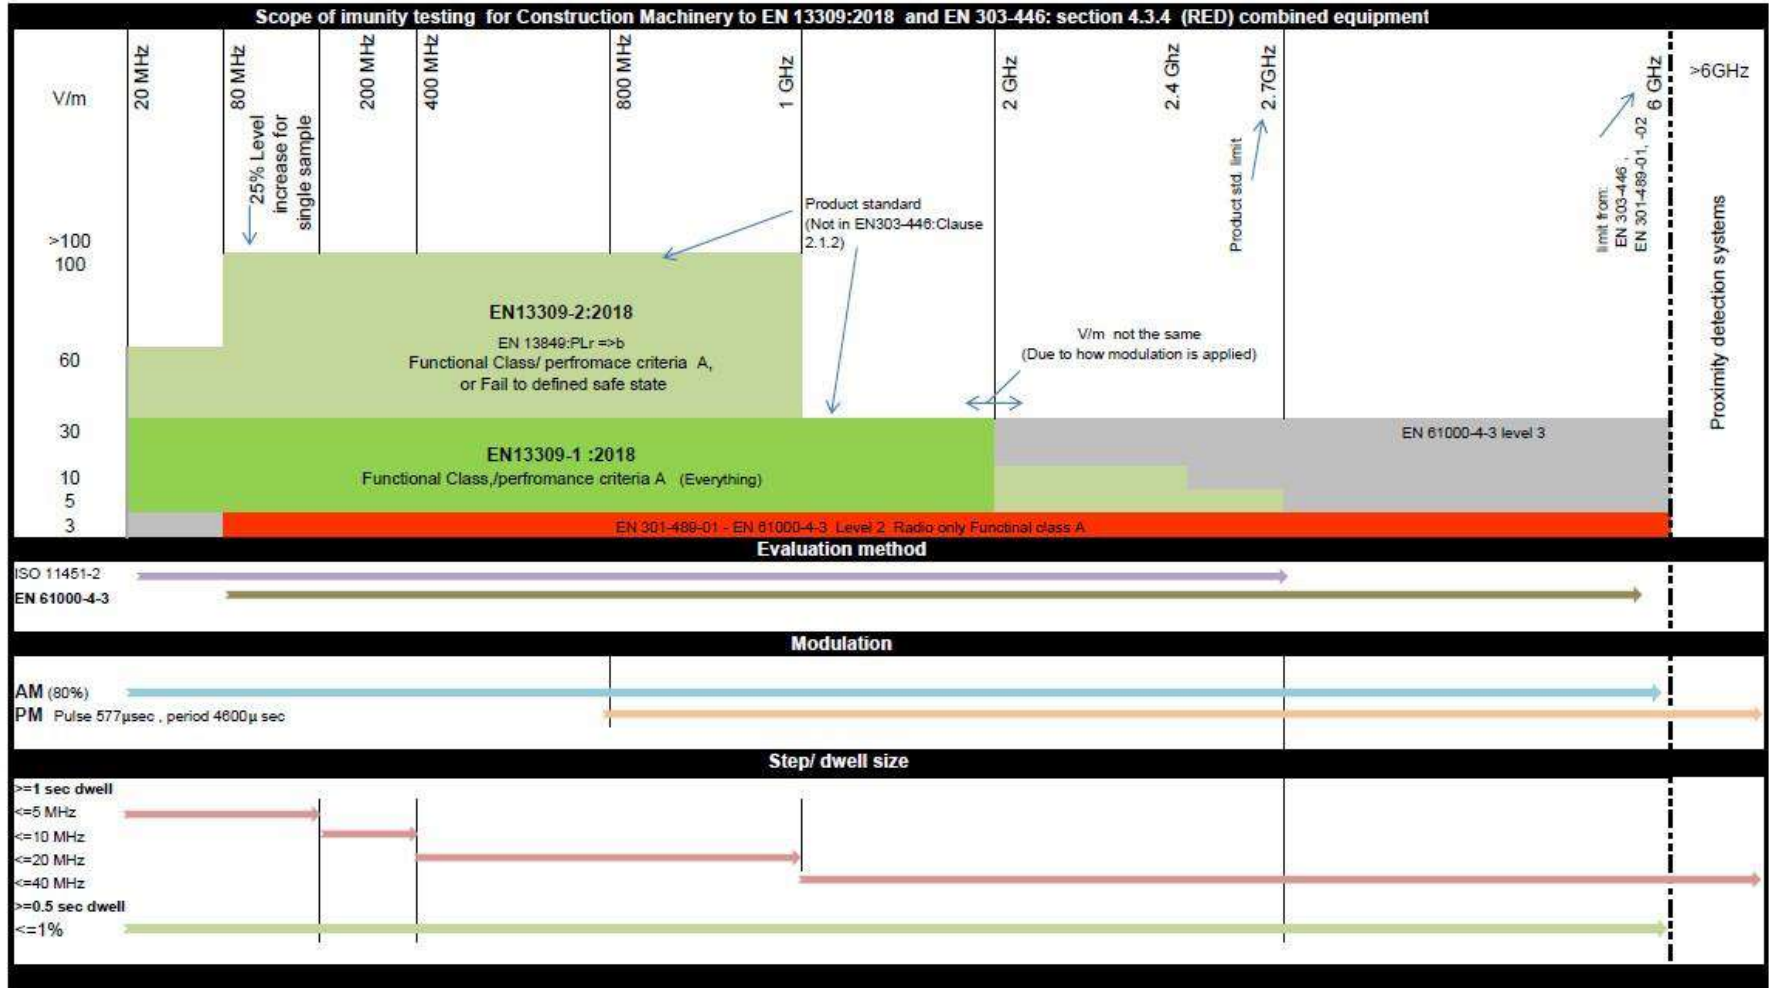 Scope of imunity testing for Construction Machinery to EN 13309:2018 and EN 303-446: section 4.3.4 (RED) combined equipment
V/m
20 MHz
80 MHz
200 MHz
400 MHz
800 MHz
1 GHz
2 GHz
2.4 Ghz
2.7GHz
6 GHz
>6GHz
25% Level
increase for
single sample
Product standard
(Not in EN303-446:Clause
2.1.2)
Product std. limit
limit from:
EN 303-446 ,
EN 301-489-01, -02
Proximity detection systems
>100
100
60
30
10
5
3
EN13309-2:2018
EN 13849:PLr =>b
Functional Class/ perfromace criteria A,
or Fail to defined safe state
V/m not the same
(Due to how modulation is applied)
EN13309-1 :2018
Functional Class,/perfromance criteria A (Everything)
EN 61000-4-3 level 3
EN 301-489-01 - EN 61000-4-3 Level 2 Radio only Functinal class A
Evaluation method
ISO 11451-2
EN 61000-4-3
Modulation
AM (80%)
PM Pulse 577µsec , period 4600µ sec
Step/ dwell size
>=1 sec dwell
<=5 MHz
<=10 MHz
<=20 MHz
<=40 MHz
>=0.5 sec dwell
<=1%